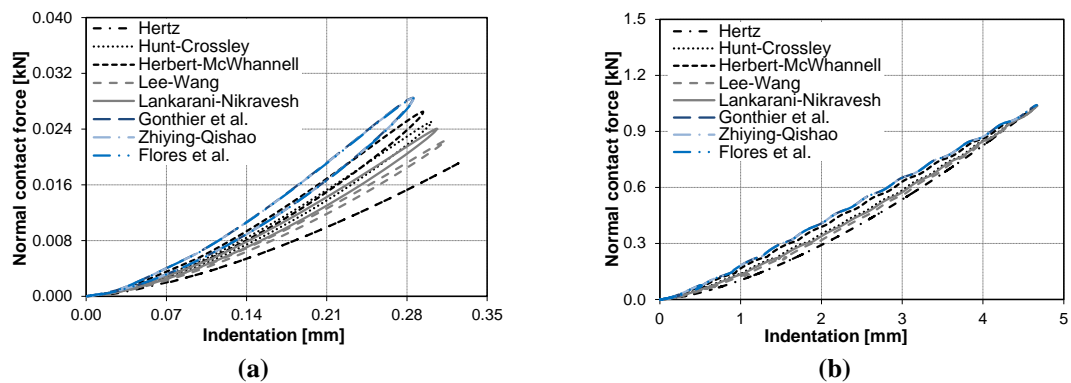 Normal contact force [kN]
0.040
0.032
0.024
0.016
0.008
0.000
Hertz
Hunt-Crossley
Herbert-McWhannell
Lee-Wang
Lankarani-Nikravesh
Gonthier et al.
Zhiying-Qishao
Flores et al.
0.00 0.07 0.14 0.21 0.28 0.35
Indentation [mm]
(a)
Normal contact force [kN]
1.5
1.2
0.9
0.6
0.3
0.0
Hertz
Hunt-Crossley
Herbert-McWhannell
Lee-Wang
Lankarani-Nikravesh
Gonthier et al.
Zhiying-Qishao
Flores et al.
0 1 2 3 4 5
Indentation [mm]
(b)